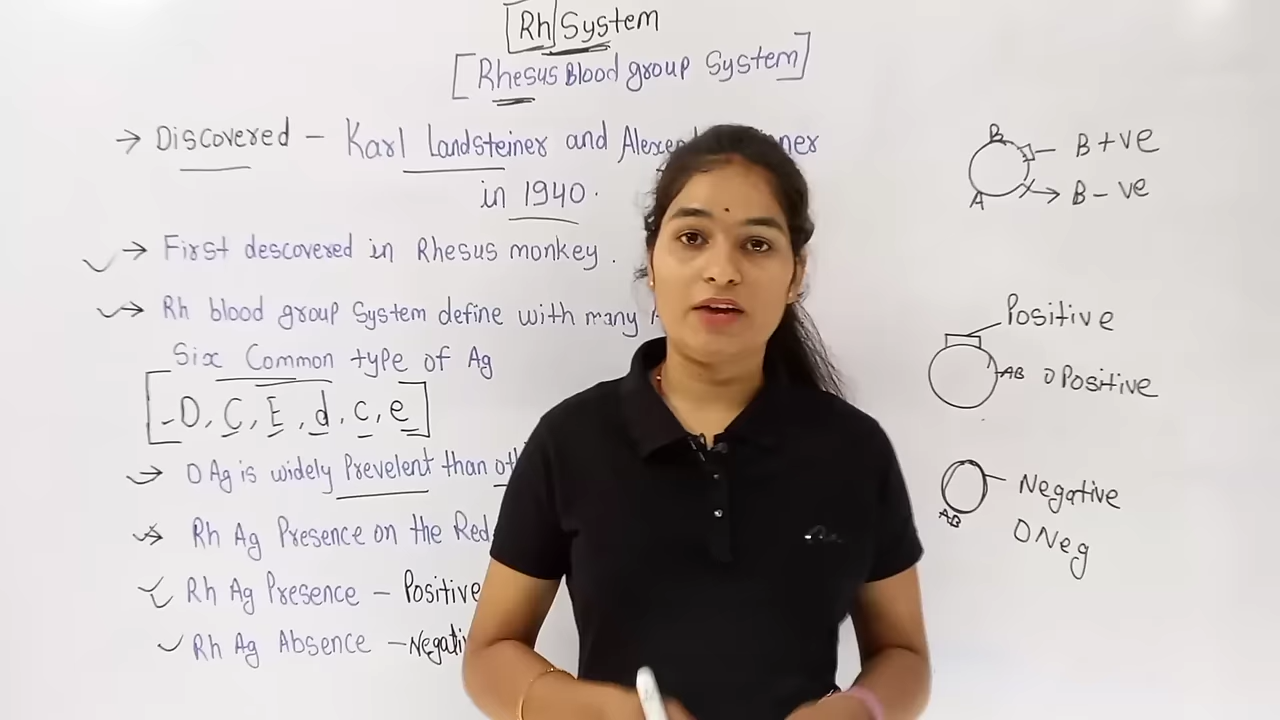 Rh System
[Rhesus Blood group System]
→ Discovered – Karl Landsteiner and
in 1940.
→ First descovered in Rhesus monkey.
→ Rh blood group System define with many
Six Common type of Ag
[-D, C, E, d, c, e]
→ D Ag is widely Prevelent than
→ Rh Ag Presence on the Red
Rh Ag Presence – Positive
Rh Ag Absence –
B
A
B+ve
B-ve
Positive
AB O Positive
Negative
AB
O Neg